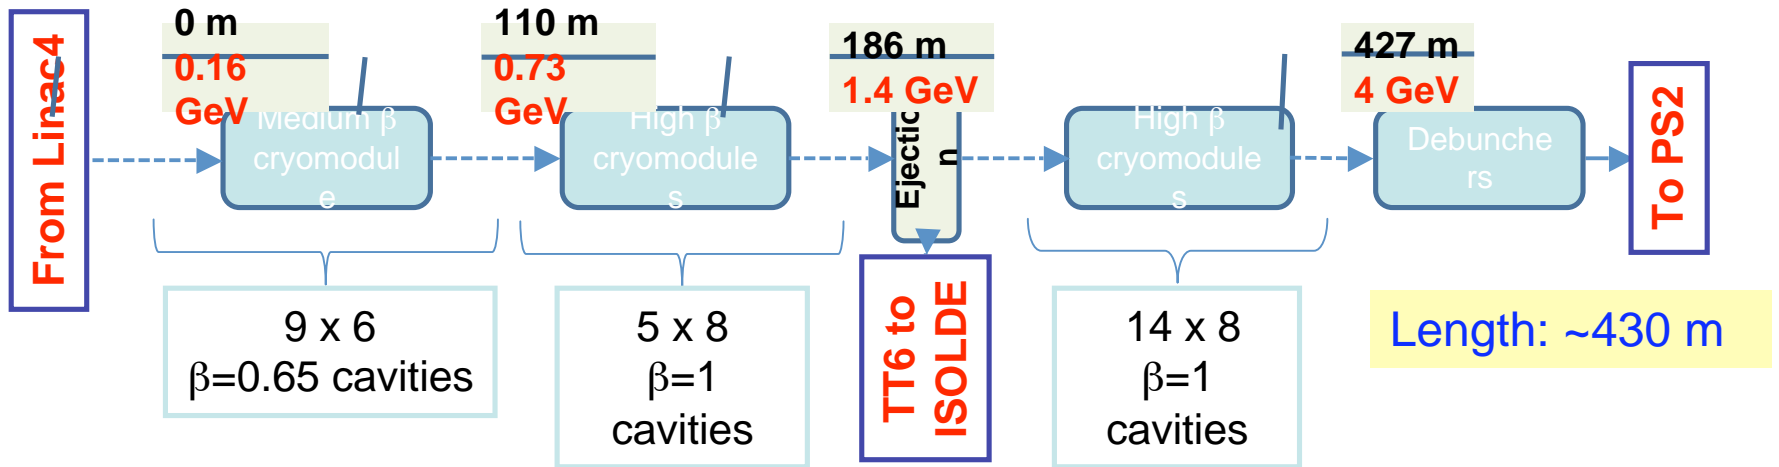 From Linac4
0 m
0.16
GeV
Medium β
cryomodul
e
110 m
0.73
GeV
High β
cryomodule
s
186 m
1.4 GeV
Ejectio
n
TT6 to
ISOLDE
High β
cryomodule
s
427 m
4 GeV
Debunche
rs
To PS2
9 x 6
β=0.65 cavities
5 x 8
β=1
cavities
14 x 8
β=1
cavities
Length: ~430 m